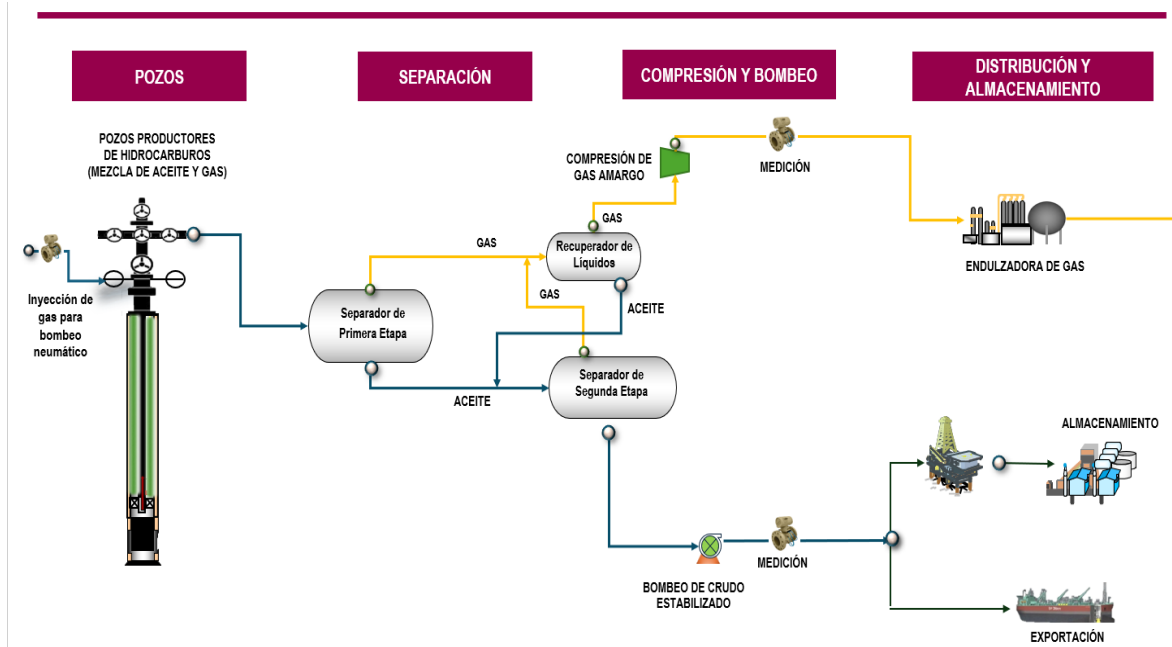 POZOS
SEPARACIÓN
COMPRESIÓN Y BOMBEO
DISTRIBUCIÓN Y
ALMACENAMIENTO
POZOS PRODUCTORES
DE HIDROCARBUROS
(MEZCLA DE ACEITE Y GAS)
Inyección de
gas para
bombeo
neumático
Separador de
Primera Etapa
GAS
GAS
ACEITE
Recuperador de
Líquidos
GAS
ACEITE
Separador de
Segunda Etapa
COMPRESIÓN DE
GAS AMARGO
MEDICIÓN
ENDULZADORA DE GAS
BOMBEO DE CRUDO
ESTABILIZADO
MEDICIÓN
ALMACENAMIENTO
EXPORTACIÓN